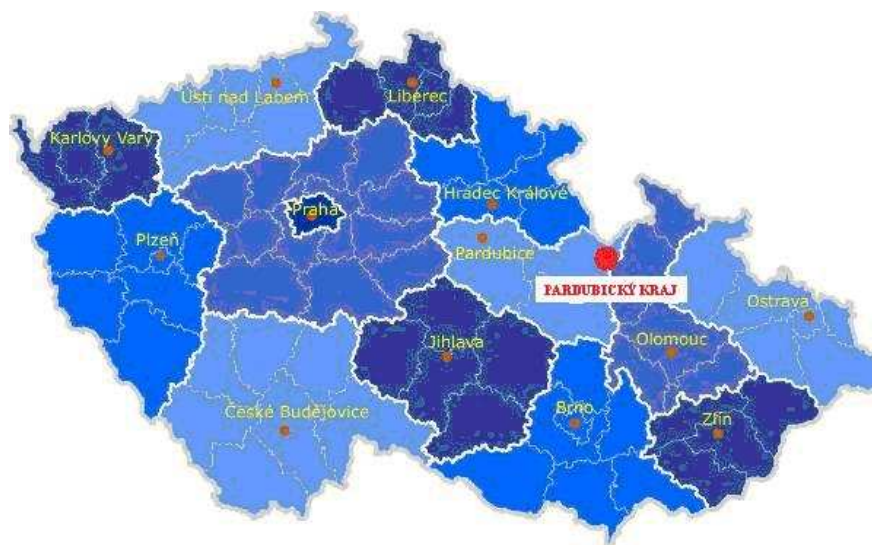 Ústí nad Labem
Liberec
Karlovy Vary
Hradec Králové
Praha
Plzeň
Pardubice
PARDUBICKÝ KRAJ
Ostrava
Jihlava
Olomouc
České Budějovice
Brno
Zlín